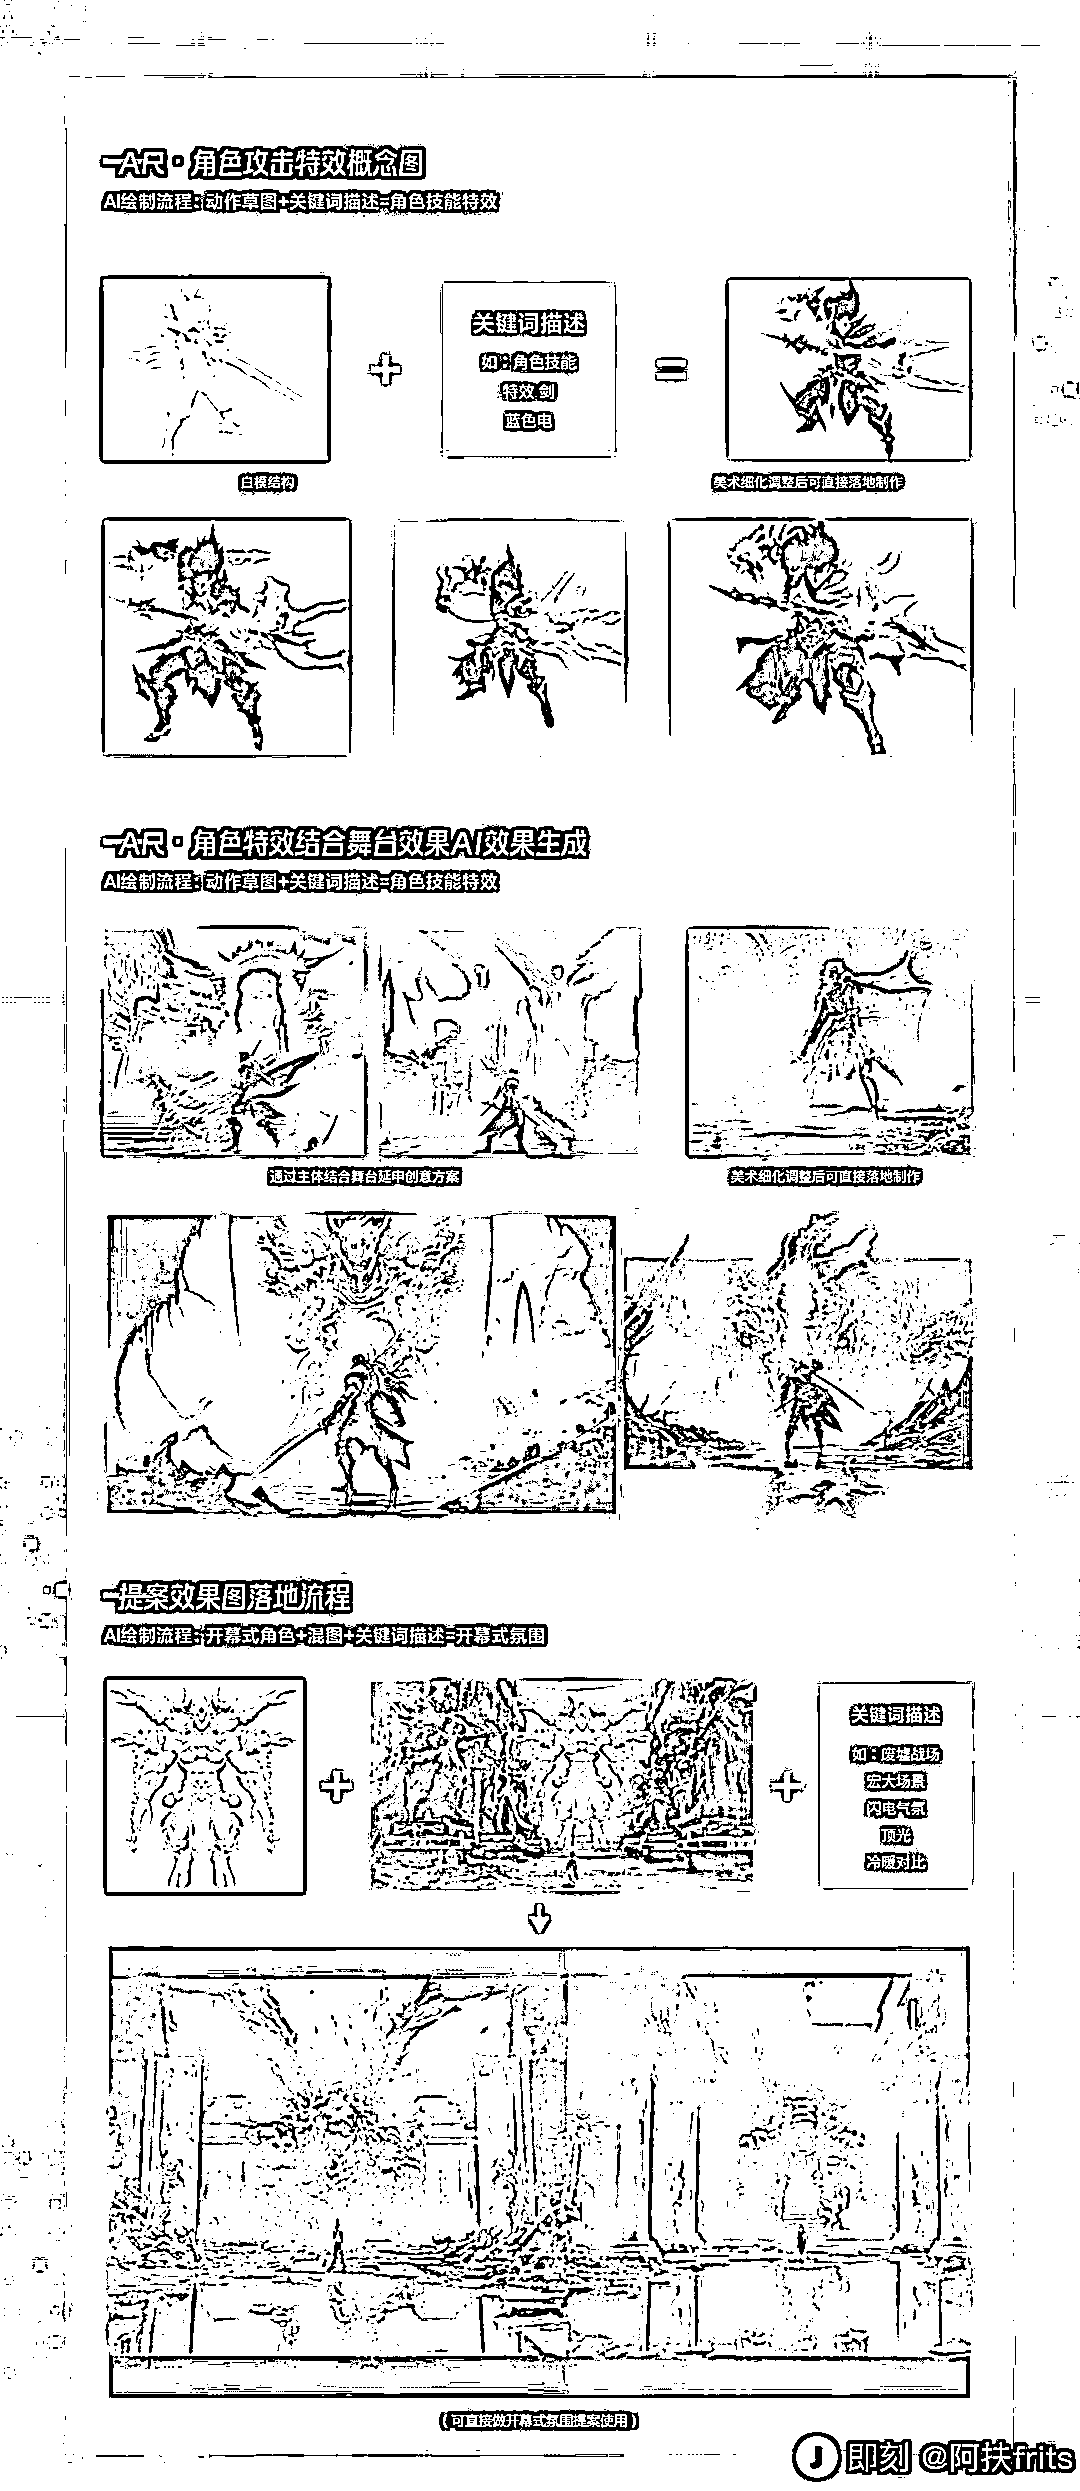 AR·角色攻击特效概念图
AI绘制流程:动作草图+关键词描述=角色技能特效
关键词描述
如:角色技能
特效 剑
蓝色电
白模结构
美术细化调整后可直接落地制作
AR·角色特效结合舞台效果AI效果生成
AI绘制流程:动作草图+关键词描述=角色技能特效
通过主体结合舞台延申创意方案
美术细化调整后可直接落地制作
提案效果图落地流程
AI绘制流程:开幕式角色+混图+关键词描述=开幕式氛围
关键词描述
如:废墟战场
宏大场景
闪电气氛
顶光
冷暖对比
(可直接做开幕式氛围提案使用)
即刻 @阿扶frits